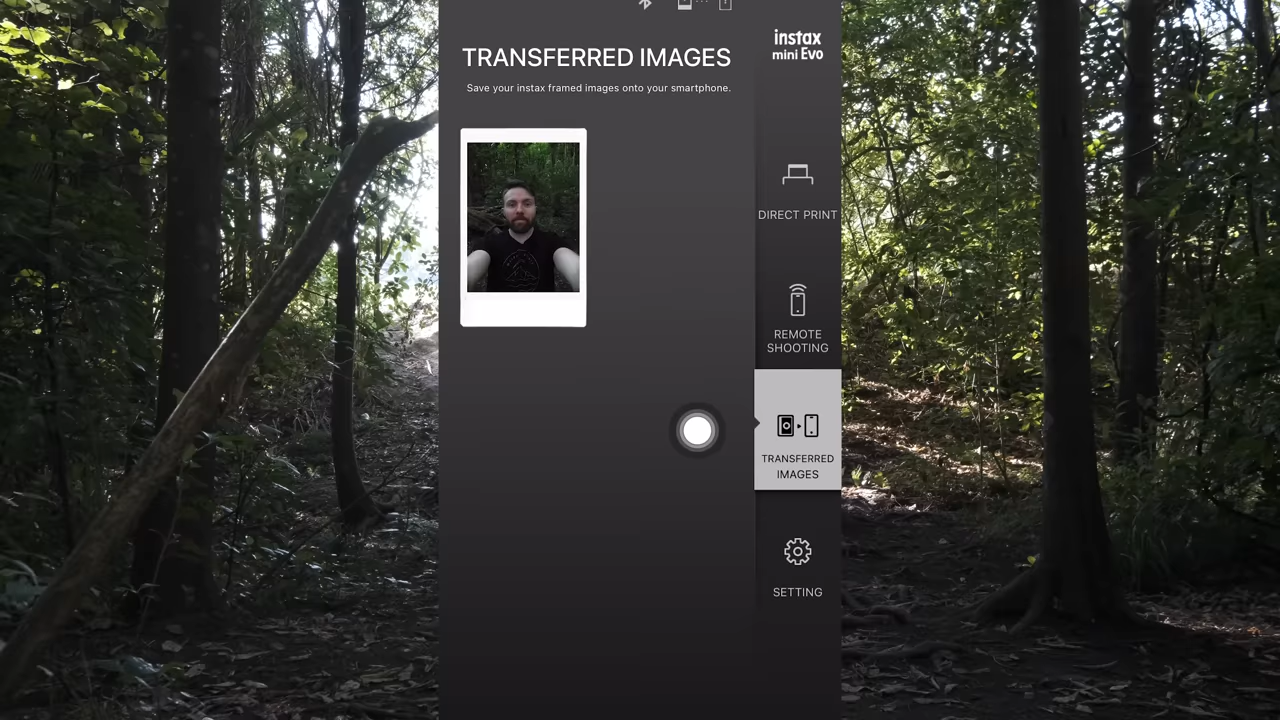 TRANSFERRED IMAGES
Save your instax framed images onto your smartphone.
instax
mini Evo
DIRECT PRINT
REMOTE
SHOOTING
TRANSFERRED
IMAGES
SETTING